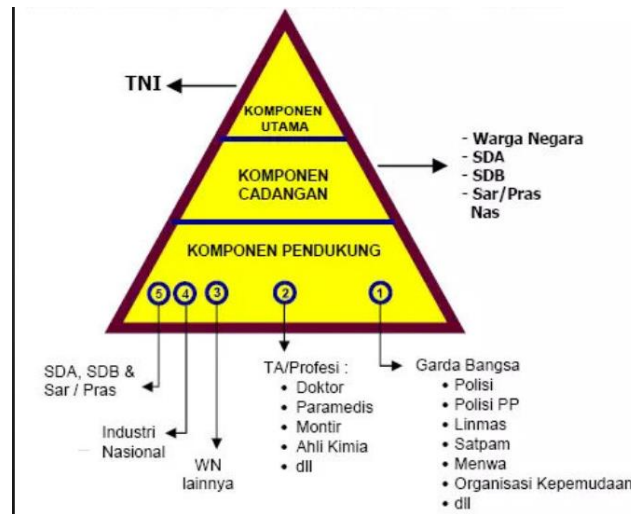 TNI
KOMPONEN
UTAMA
KOMPONEN
CADANGAN
- Warga Negara
- SDA
- SDB
- Sar/Pras
Nas
KOMPONEN PENDUKUNG
5 4 3 2 1
SDA, SDB &
Sar / Pras
Industri
Nasional
WN
lainnya
TA/Profesi :
• Doktor
• Paramedis
• Montir
• Ahli Kimia
• dll
Garda Bangsa
• Polisi
• Polisi PP
• Linmas
• Satpam
• Menwa
• Organisasi Kepemudaan
• dll